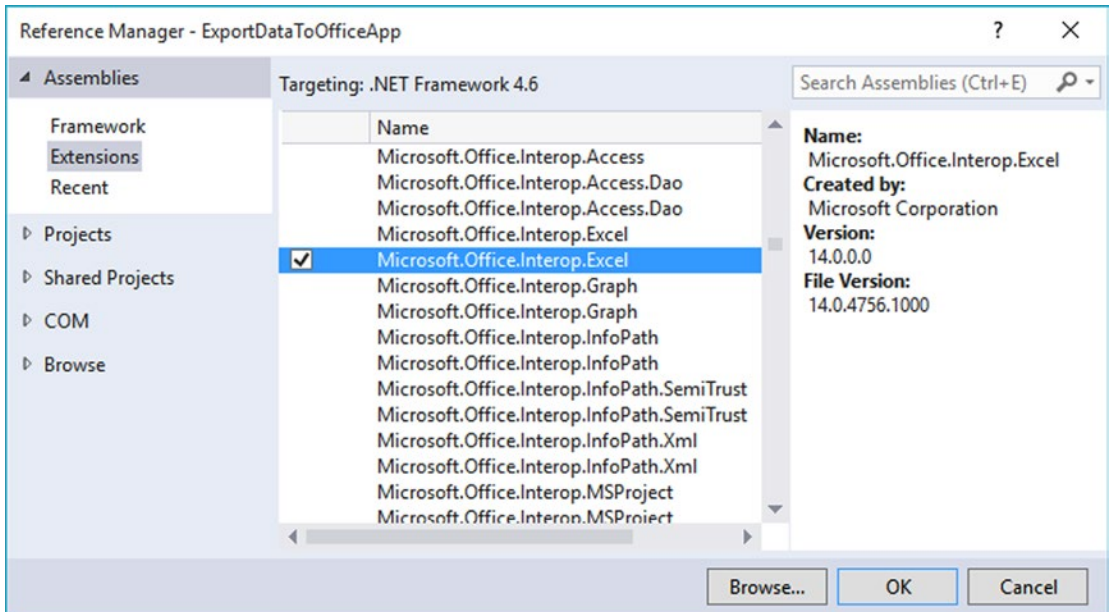 Reference Manager - ExportDataToOfficeApp
?
Assemblies
Framework
Extensions
Recent
Projects
Shared Projects
COM
Browse
Targeting: .NET Framework 4.6
Name
Microsoft.Office.Interop.Access
Microsoft.Office.Interop.Access.Dao
Microsoft.Office.Interop.Access.Dao
Microsoft.Office.Interop.Excel
Microsoft.Office.Interop.Excel
Microsoft.Office.Interop.Graph
Microsoft.Office.Interop.Graph
Microsoft.Office.Interop.InfoPath
Microsoft.Office.Interop.InfoPath
Microsoft.Office.Interop.InfoPath.SemiTrust
Microsoft.Office.Interop.InfoPath.SemiTrust
Microsoft.Office.Interop.InfoPath.Xml
Microsoft.Office.Interop.InfoPath.Xml
Microsoft.Office.Interop.MSProject
Microsoft.Office.Interop.MSProject
Search Assemblies (Ctrl+E)
Name:
Microsoft.Office.Interop.Excel
Created by:
Microsoft Corporation
Version:
14.0.0.0
File Version:
14.0.4756.1000
Browse...
OK
Cancel